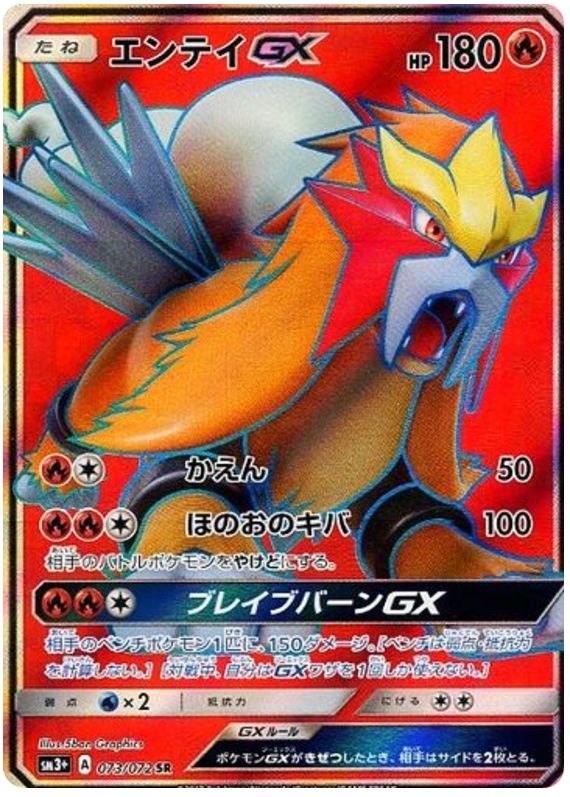 たね エンテイGX HP 180
かえん 50
ほのおのキバ 100
相手のバトルポケモンをやけどにする。
ブレイブバーンGX
相手のベンチポケモン1匹に、150ダメージ。[ベンチは弱点・抵抗力
を計算しない。] [対戦中、自分はGXワザを1回しか使えない。]
弱点 ×2 抵抗力 にげる
GXルール
ポケモンGXがきぜつしたとき、相手はサイドを2枚とる。
Illus. 5ban Graphics
SM3+ A 073/072 SR